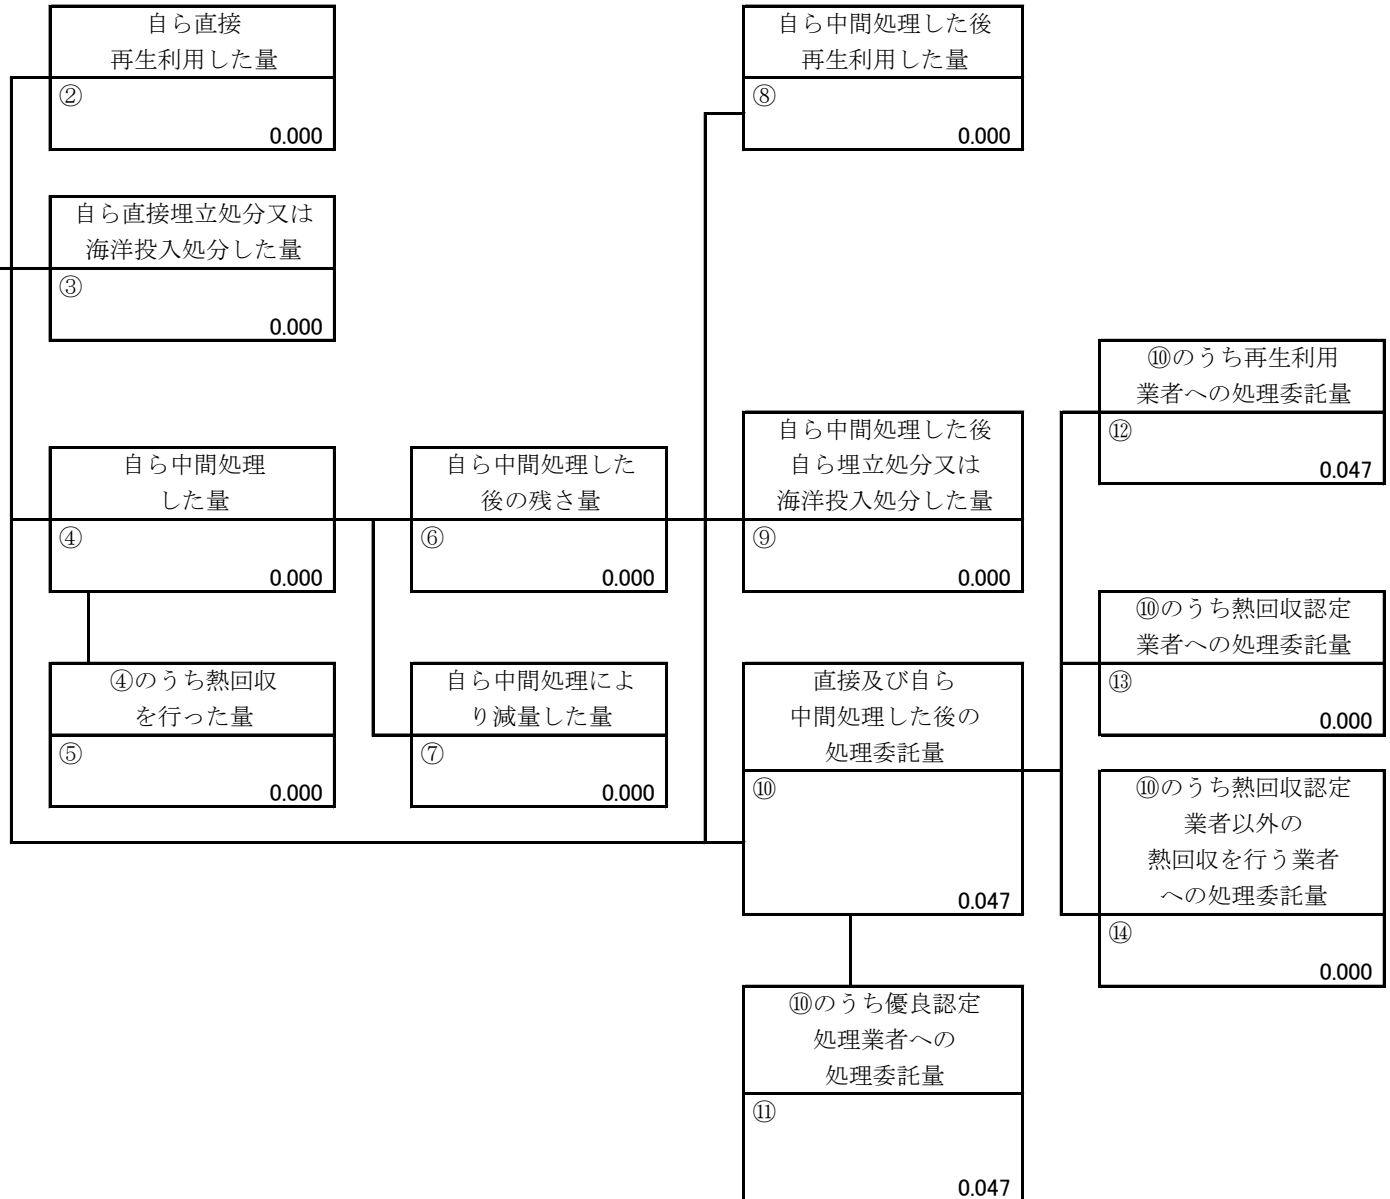 自ら直接
再生利用した量
②
0.000
自ら中間処理した後
再生利用した量
⑧
0.000
自ら直接埋立処分又は
海洋投入処分した量
③
0.000
⑩のうち再生利用
業者への処理委託量
⑫
0.047
自ら中間処理
した量
④
0.000
自ら中間処理した
後の残さ量
⑥
0.000
自ら中間処理した後
自ら埋立処分又は
海洋投入処分した量
⑨
0.000
⑩のうち熱回収認定
業者への処理委託量
⑬
0.000
④のうち熱回収
を行った量
⑤
0.000
自ら中間処理によ
り減量した量
⑦
0.000
直接及び自ら
中間処理した後の
処理委託量
⑩
0.047
⑩のうち熱回収認定
業者以外の
熱回収を行う業者
への処理委託量
⑭
0.000
⑩のうち優良認定
処理業者への
処理委託量
⑪
0.047